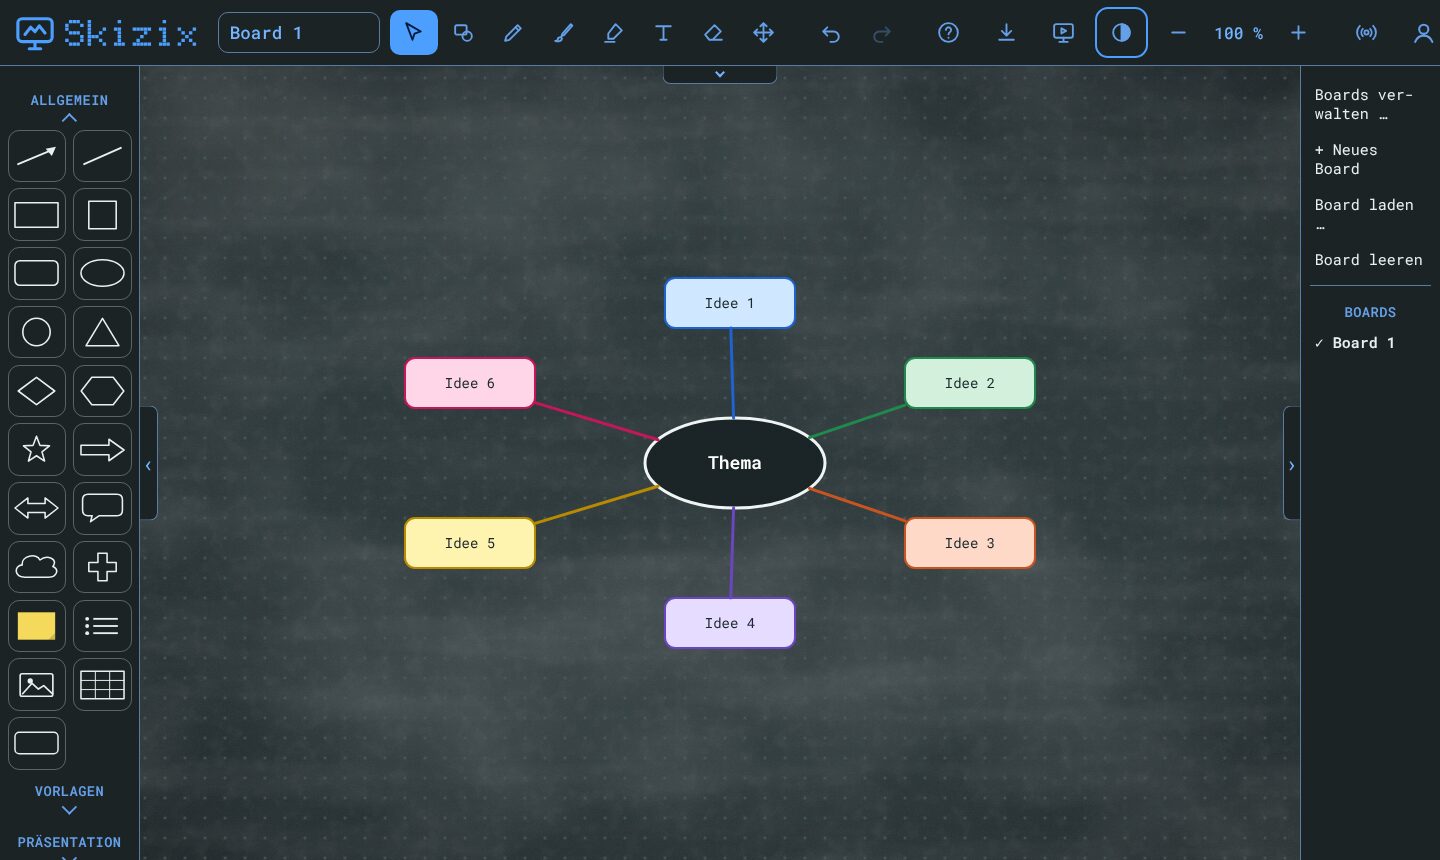 Skizix
Board 1
100 %
ALLGEMEIN
VORLAGEN
PRÄSENTATION
Idee 1
Idee 6
Idee 2
Thema
Idee 5
Idee 3
Idee 4
Boards ver-
walten …
+ Neues
Board
Board laden
…
Board leeren
BOARDS
✓ Board 1